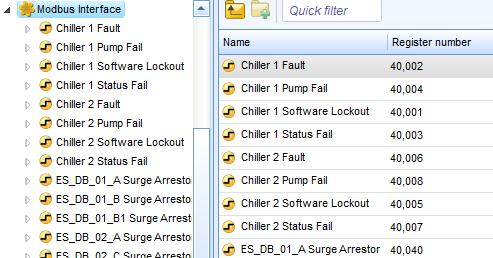 Modbus Interface
Chiller 1 Fault
Chiller 1 Pump Fail
Chiller 1 Software Lockout
Chiller 1 Status Fail
Chiller 2 Fault
Chiller 2 Pump Fail
Chiller 2 Software Lockout
Chiller 2 Status Fail
ES_DB_01_A Surge Arrestor
ES_DB_01_B Surge Arrestor
ES_DB_01_B1 Surge Arrestor
ES_DB_02_A Surge Arrestor
ES_DB_02_C Surge Arrestor
Quick filter
Name Register number
Chiller 1 Fault 40,002
Chiller 1 Pump Fail 40,004
Chiller 1 Software Lockout 40,001
Chiller 1 Status Fail 40,003
Chiller 2 Fault 40,006
Chiller 2 Pump Fail 40,008
Chiller 2 Software Lockout 40,005
Chiller 2 Status Fail 40,007
ES_DB_01_A Surge Arrestor 40,040